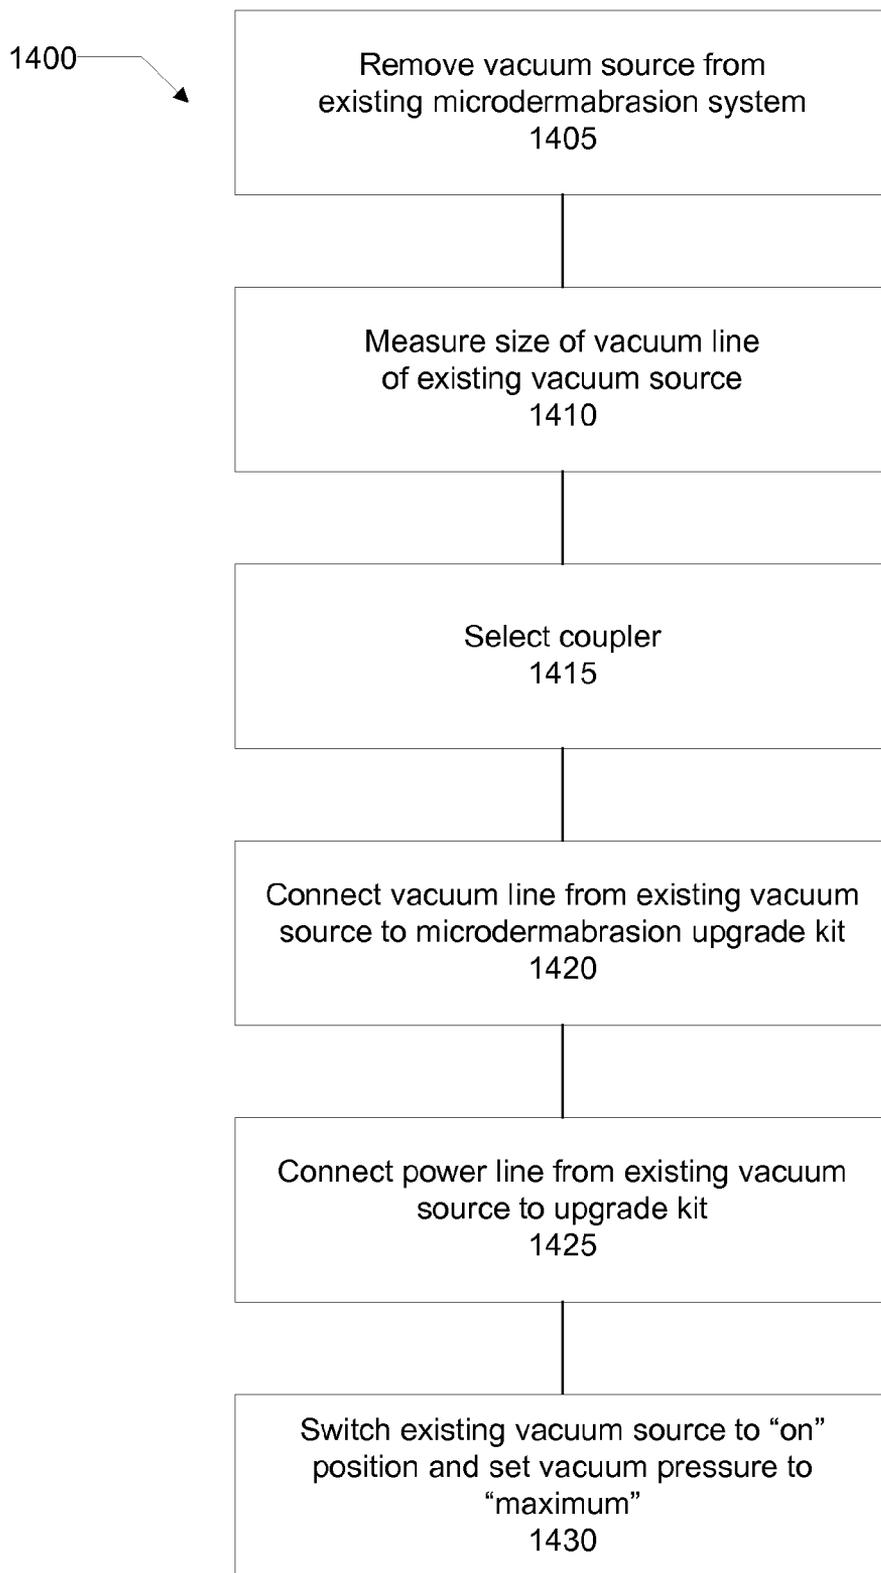 1400
Remove vacuum source from
existing microdermabrasion system
1405
Measure size of vacuum line
of existing vacuum source
1410
Select coupler
1415
Connect vacuum line from existing vacuum
source to microdermabrasion upgrade kit
1420
Connect power line from existing vacuum
source to upgrade kit
1425
Switch existing vacuum source to “on”
position and set vacuum pressure to
“maximum”
1430